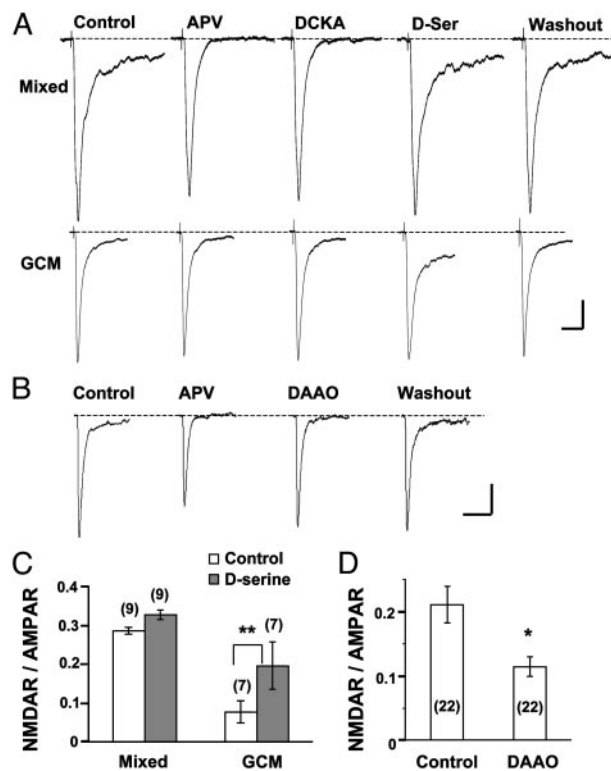 A
Control APV DCKA D-Ser Washout
Mixed
GCM
B
Control APV DAAO Washout
C
Control
D-serine
NMDAR / AMPAR
0.4
0.3
0.2
0.1
0
(9) (9)
**
(7)
(7)
Mixed GCM
D
NMDAR / AMPAR
0.2
0.1
0
*
(22) (22)
Control DAAO